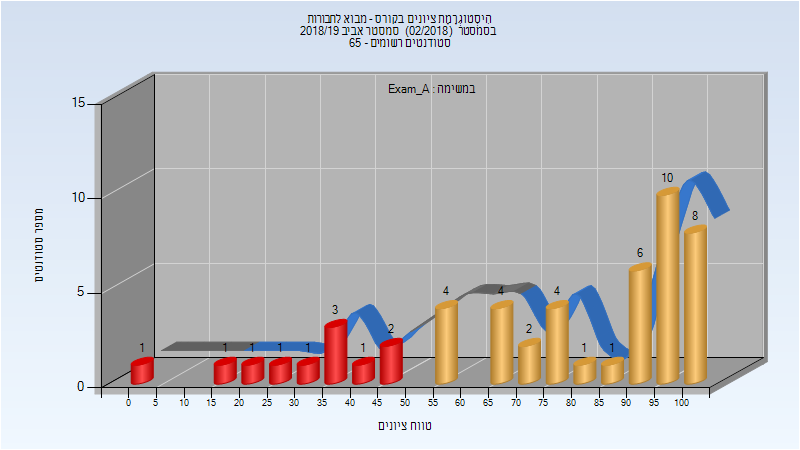 היסטוגרמת ציונים בקורס - מבוא לחבורות
בסמסטר (02/2018) סמסטר אביב 2018/19
סטודנטים רשומים - 65
במשימה : Exam_A
מספר סטודנטים
15
10
5
0
1 1 1 1 1 3 1 2 4 4 2 4 1 1 6 10 8
0 5 10 15 20 25 30 35 40 45 50 55 60 65 70 75 80 85 90 95 100
טווח ציונים